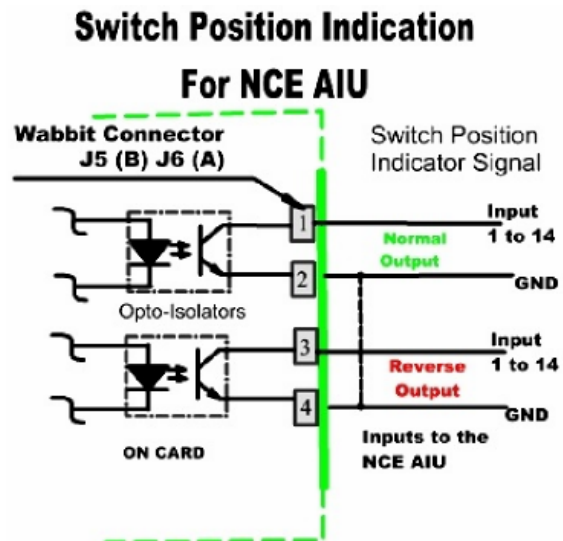 Switch Position Indication
For NCE AIU
Wabbit Connector
J5 (B) J6 (A)
Switch Position
Indicator Signal
1
Input
1 to 14
Normal
Output
2
GND
Opto-Isolators
3
Input
1 to 14
Reverse
Output
4
GND
ON CARD
Inputs to the
NCE AIU